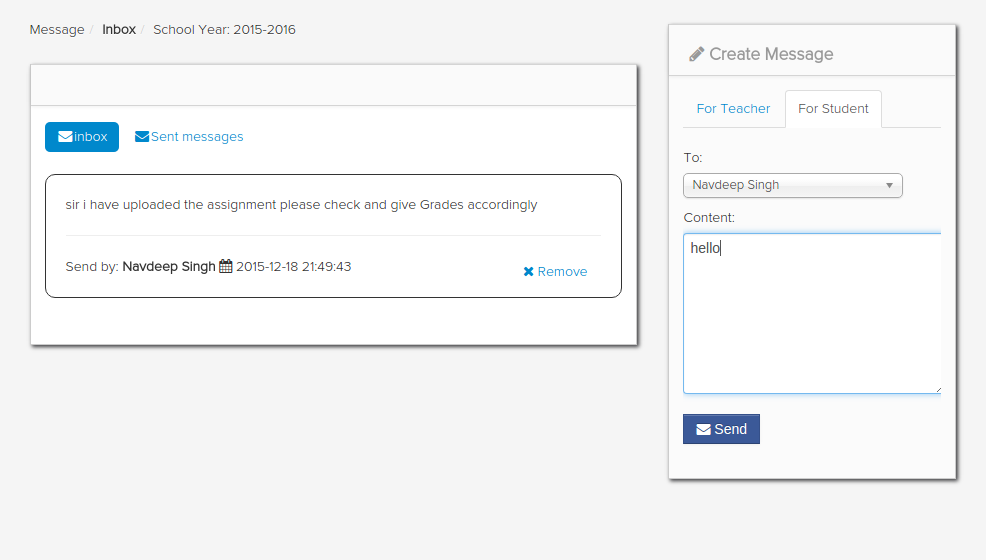 Message / Inbox / School Year: 2015-2016
inbox Sent messages
sir i have uploaded the assignment please check and give Grades accordingly
Send by: Navdeep Singh 2015-12-18 21:49:43
Remove
Create Message
For Teacher For Student
To:
Navdeep Singh
Content:
hello
Send